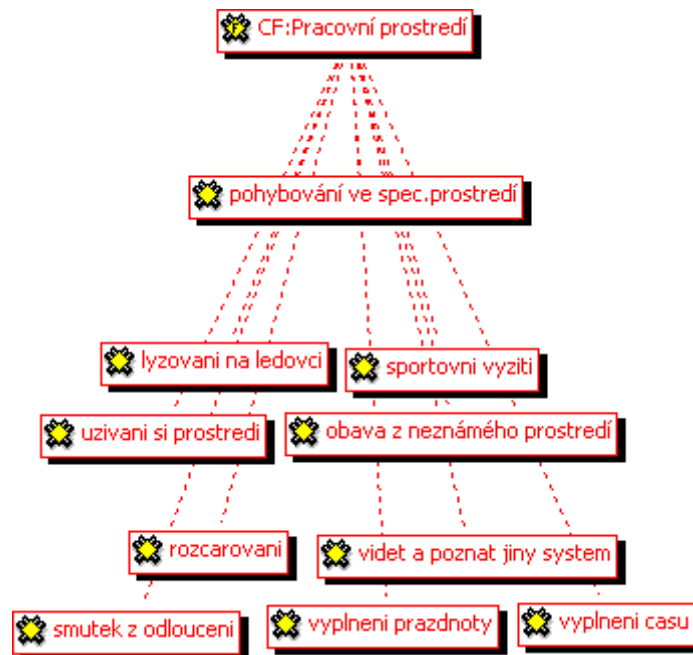 CF:Pracovní prostredí
pohybování ve spec.prostredí
lyzovani na ledovci
sportovni vyziti
uzivani si prostredi
obava z neznámého prostredí
rozcarovani
videt a poznat jiny system
smutek z odlouceni
vyplneni prazdnoty
vyplneni casu